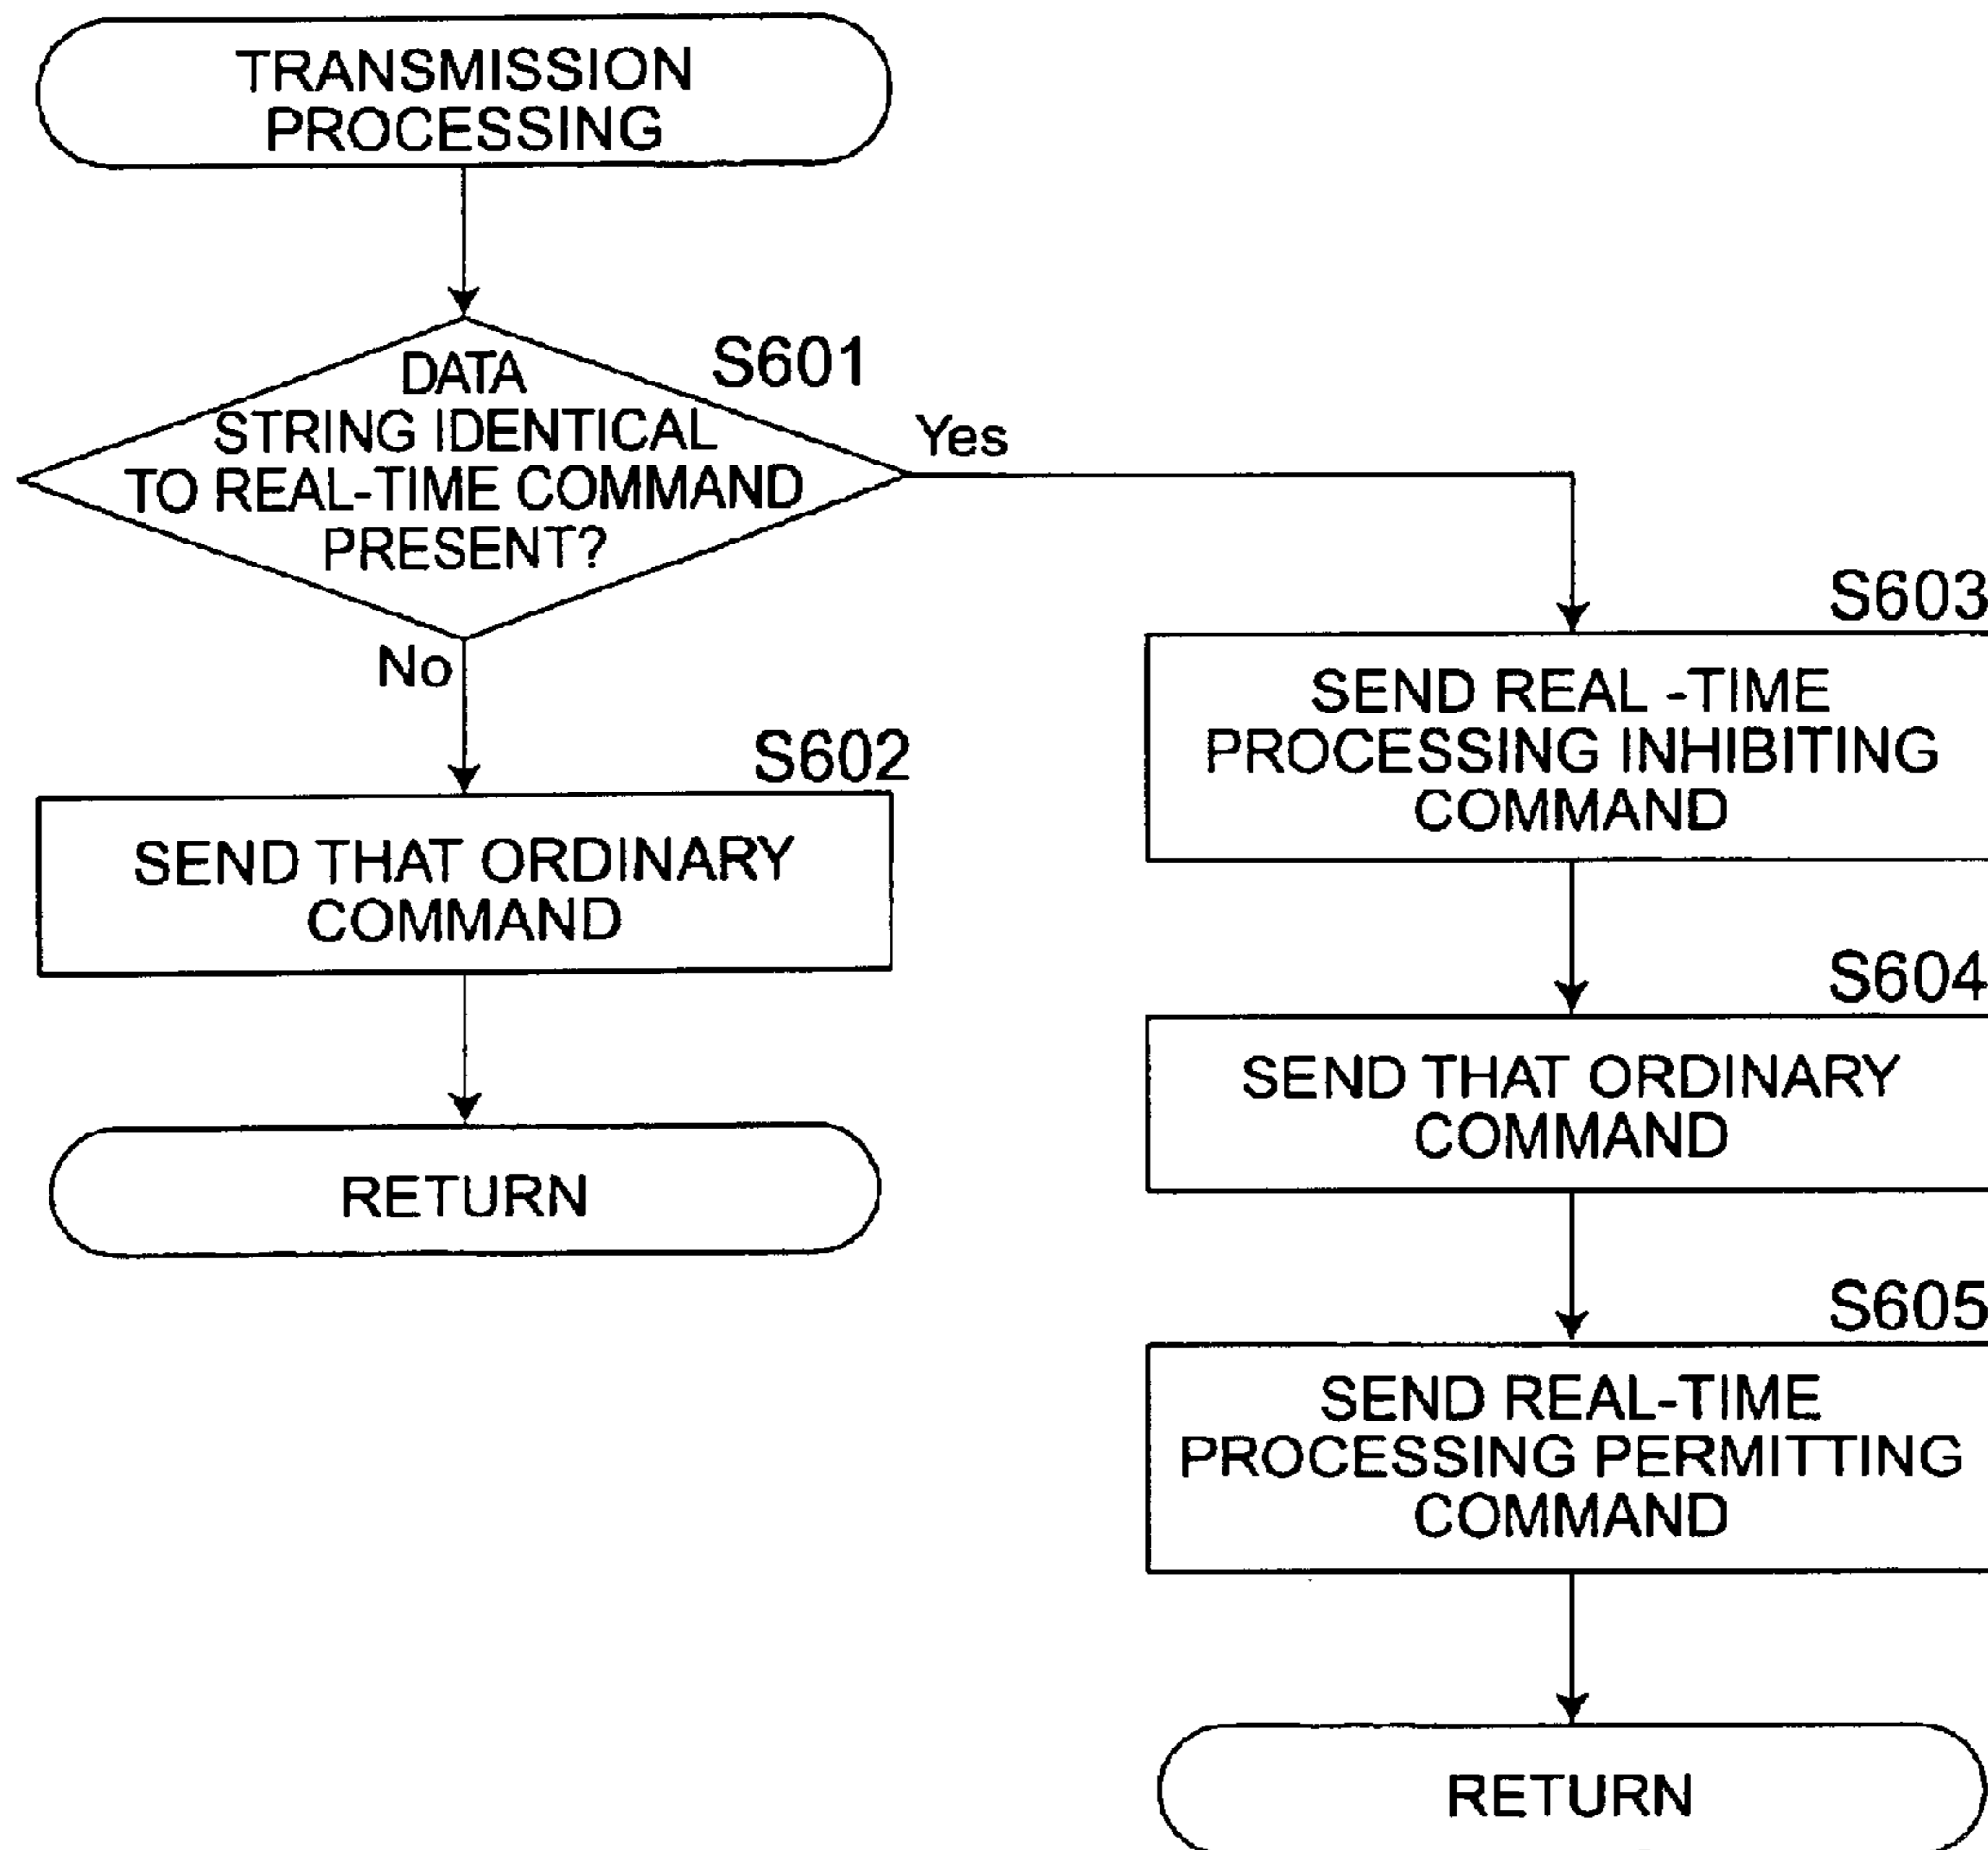 TRANSMISSION
PROCESSING
S601
DATA
STRING IDENTICAL
TO REAL-TIME COMMAND
PRESENT?
Yes
No
S602
SEND THAT ORDINARY
COMMAND
RETURN
S603
SEND REAL -TIME
PROCESSING INHIBITING
COMMAND
S604
SEND THAT ORDINARY
COMMAND
S605
SEND REAL-TIME
PROCESSING PERMITTING
COMMAND
RETURN